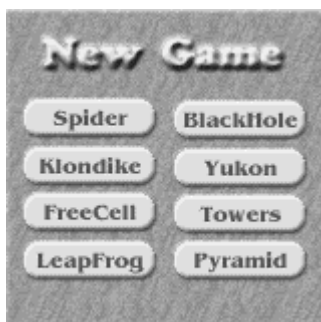 New Game
Spider BlackHole
Klondike Yukon
FreeCell Towers
LeapFrog Pyramid